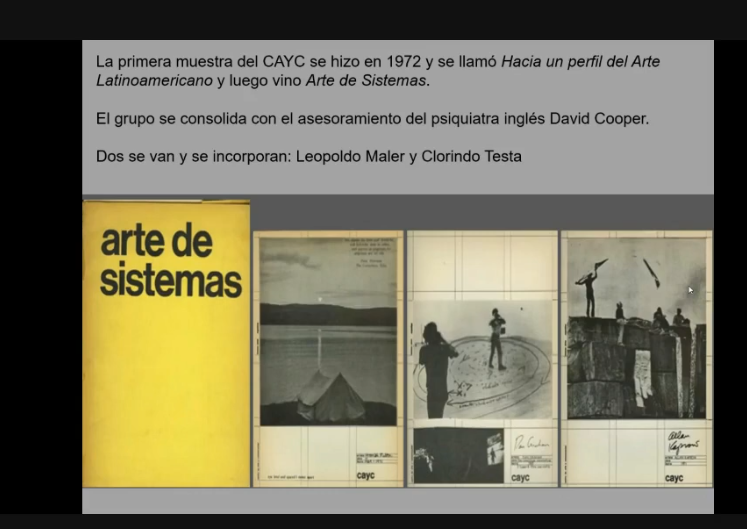 La primera muestra del CAYC se hizo en 1972 y se llamó Hacia un perfil del Arte
Latinoamericano y luego vino Arte de Sistemas.
El grupo se consolida con el asesoramiento del psiquiatra inglés David Cooper.
Dos se van y se incorporan: Leopoldo Maler y Clorindo Testa
arte de
sistemas
cayc
cayc
Allan
Kaprow
cayc